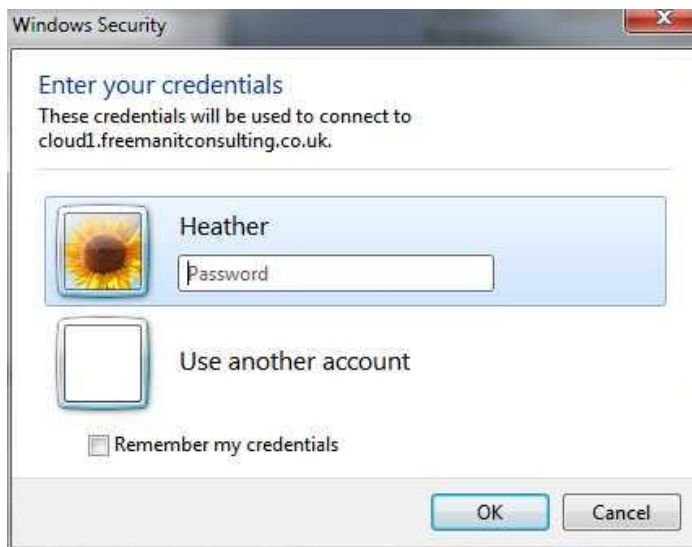 Windows Security
Enter your credentials
These credentials will be used to connect to
cloud1.freemanitconsulting.co.uk.
Heather
Password
Use another account
Remember my credentials
OK Cancel